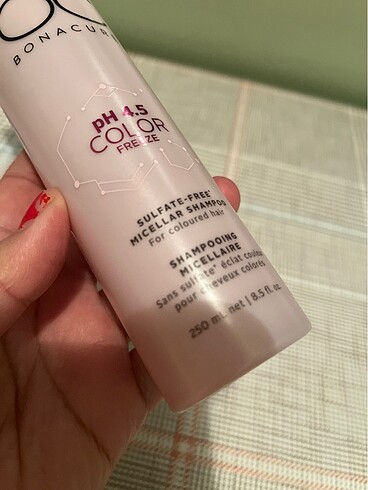 BONACUR
pH 4.5
COLOR
FREEZE
SULFATE-FREE*
MICELLAR SHAMPOO
For coloured hair
SHAMPOOING
MICELLAIRE
Sans sulfate* éclat couleur
pour cheveux colorés
250 mL net | 8.5 fl. oz.